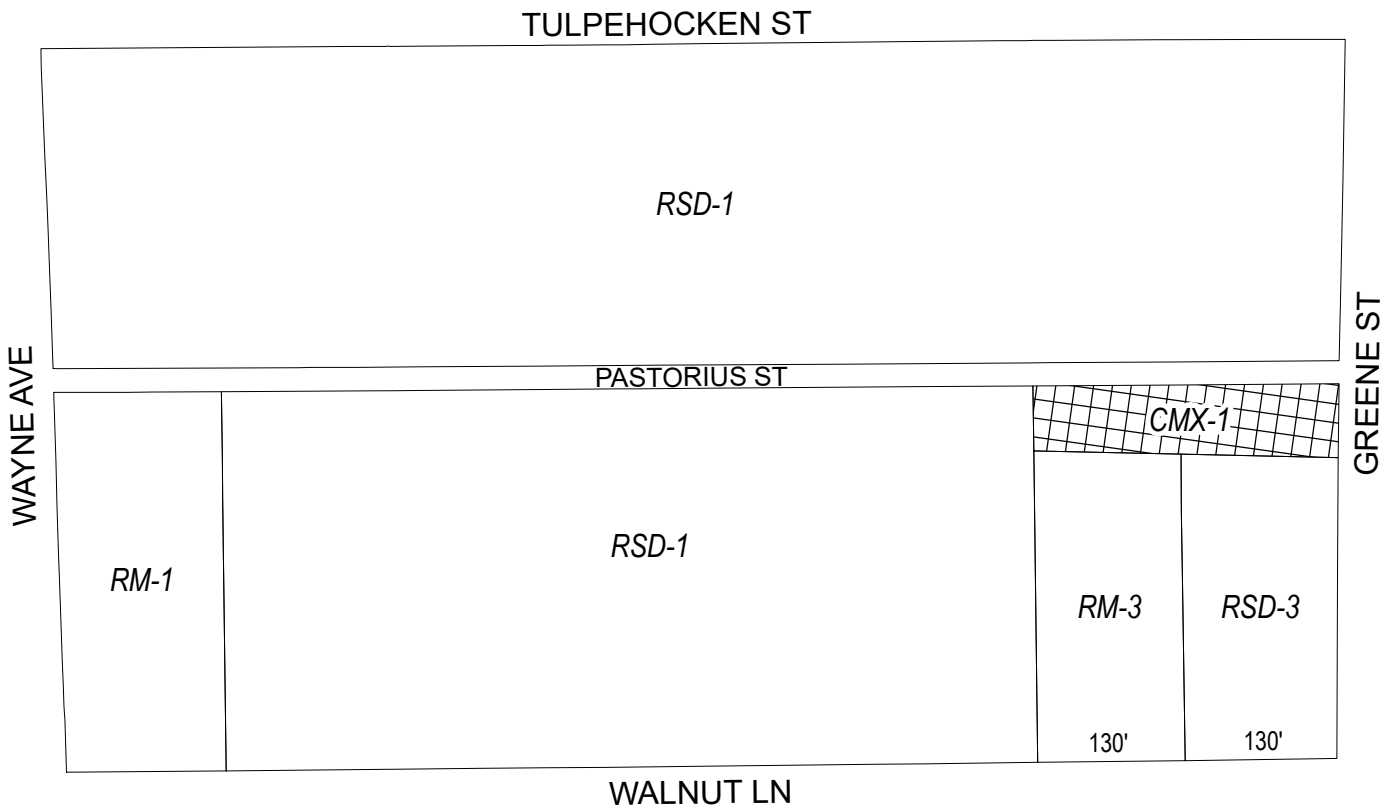 TULPEHOCKEN ST
RSD-1
WAYNE AVE
GREENE ST
PASTORIUS ST
CMX-1
RM-1
RSD-1
RM-3
RSD-3
130'
130'
WALNUT LN